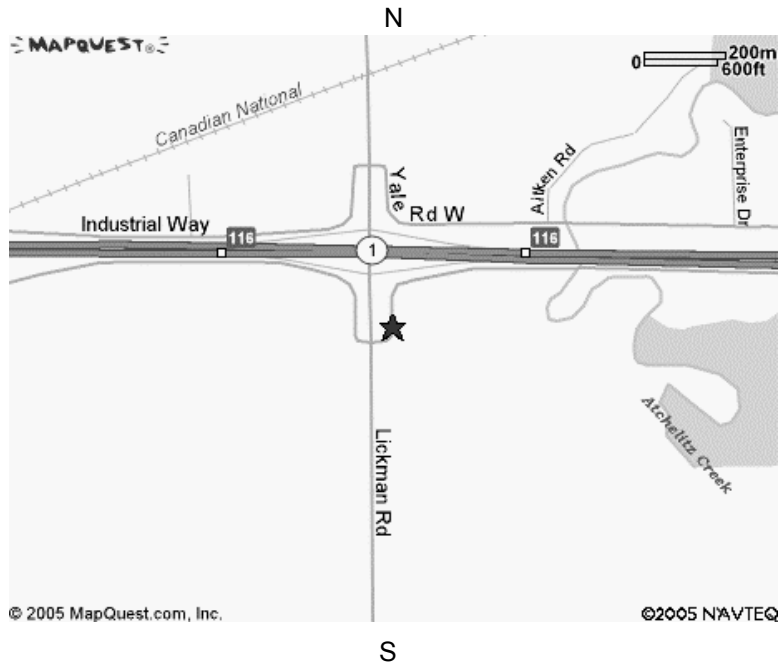 N
MAPQUEST®
0 200m
600ft
Canadian National
Yale
Rd W
Aitken Rd
Enterprise Dr
Industrial Way
116
116
1
Lickman Rd
Atchelitz Creek
© 2005 MapQuest.com, Inc.
©2005 NAVTEQ
S